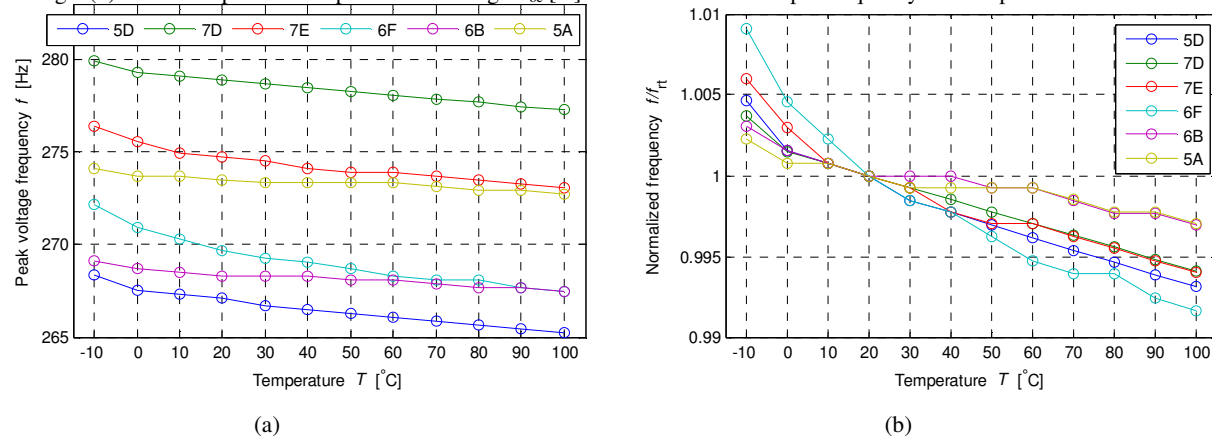 5D 7D 7E 6F 6B 5A
280
275
270
265
Peak voltage frequency f [Hz]
-10 0 10 20 30 40 50 60 70 80 90 100
Temperature T [°C]
(a)
1.01
1.005
1
0.995
0.99
Normalized frequency f/frt
5D
7D
7E
6F
6B
5A
-10 0 10 20 30 40 50 60 70 80 90 100
Temperature T [°C]
(b)